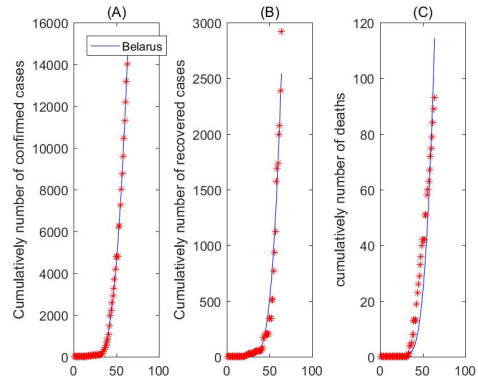 (A)
Cumulatively number of confirmed cases
16000
14000
12000
10000
8000
6000
4000
2000
0
0 50 100
Belarus
(B)
Cumulatively number of recovered cases
3000
2500
2000
1500
1000
500
0
0 50 100
(C)
cumulatively number of deaths
120
100
80
60
40
20
0
0 50 100